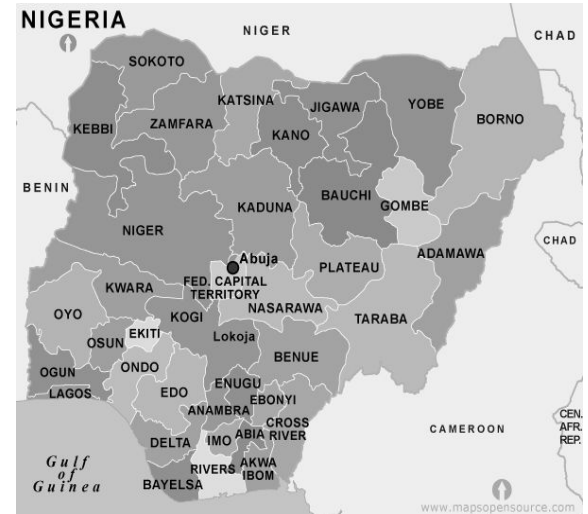 NIGERIA
NIGER
CHAD
SOKOTO
KATSINA
JIGAWA
YOBE
BORNO
KEBBI
ZAMFARA
KANO
BENIN
BAUCHI
GOMBE
KADUNA
NIGER
CHAD
ADAMAWA
Abuja
FED. CAPITAL
TERRITORY
PLATEAU
KWARA
NASARAWA
OYO
KOGI
TARABA
EKITI
Lokoja
OSUN
BENUE
ONDO
OGUN
ENUGU
LAGOS
EDO
EBONYI
ANAMBRA
CROSS
RIVER
CEN.
AFR.
REP.
CAMEROON
DELTA
IMO
ABIA
Gulf
of
Guinea
RIVERS
AKWA
IBOM
BAYELSA
www.mapsopensource.com